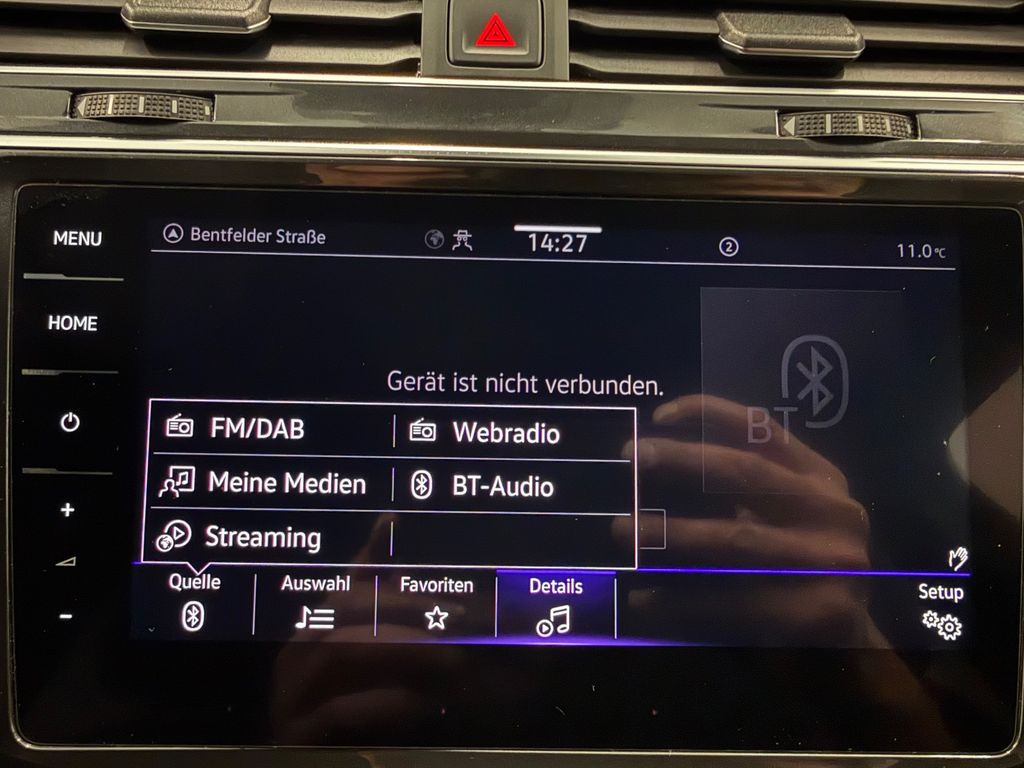 MENU
Bentfelder Straße
14:27
2
11.0°C
HOME
Gerät ist nicht verbunden.
BT
FM/DAB
Webradio
Meine Medien
BT-Audio
Streaming
Quelle
Auswahl
Favoriten
Details
Setup
+
-